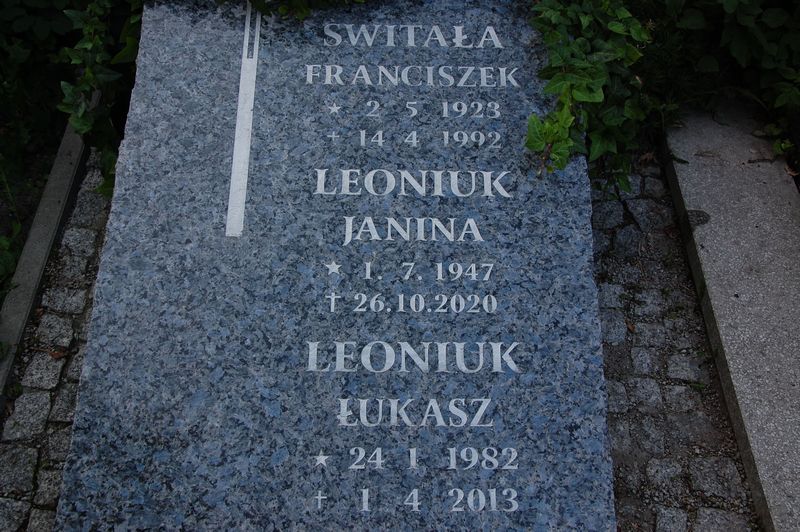 SWITAŁA
FRANCISZEK
★ 2 5 1923
✝ 14 4 1992
LEONIUK
JANINA
★ 1. 7. 1947
✝ 26.10.2020
LEONIUK
ŁUKASZ
★ 24 1 1982
✝ 1 4 2013